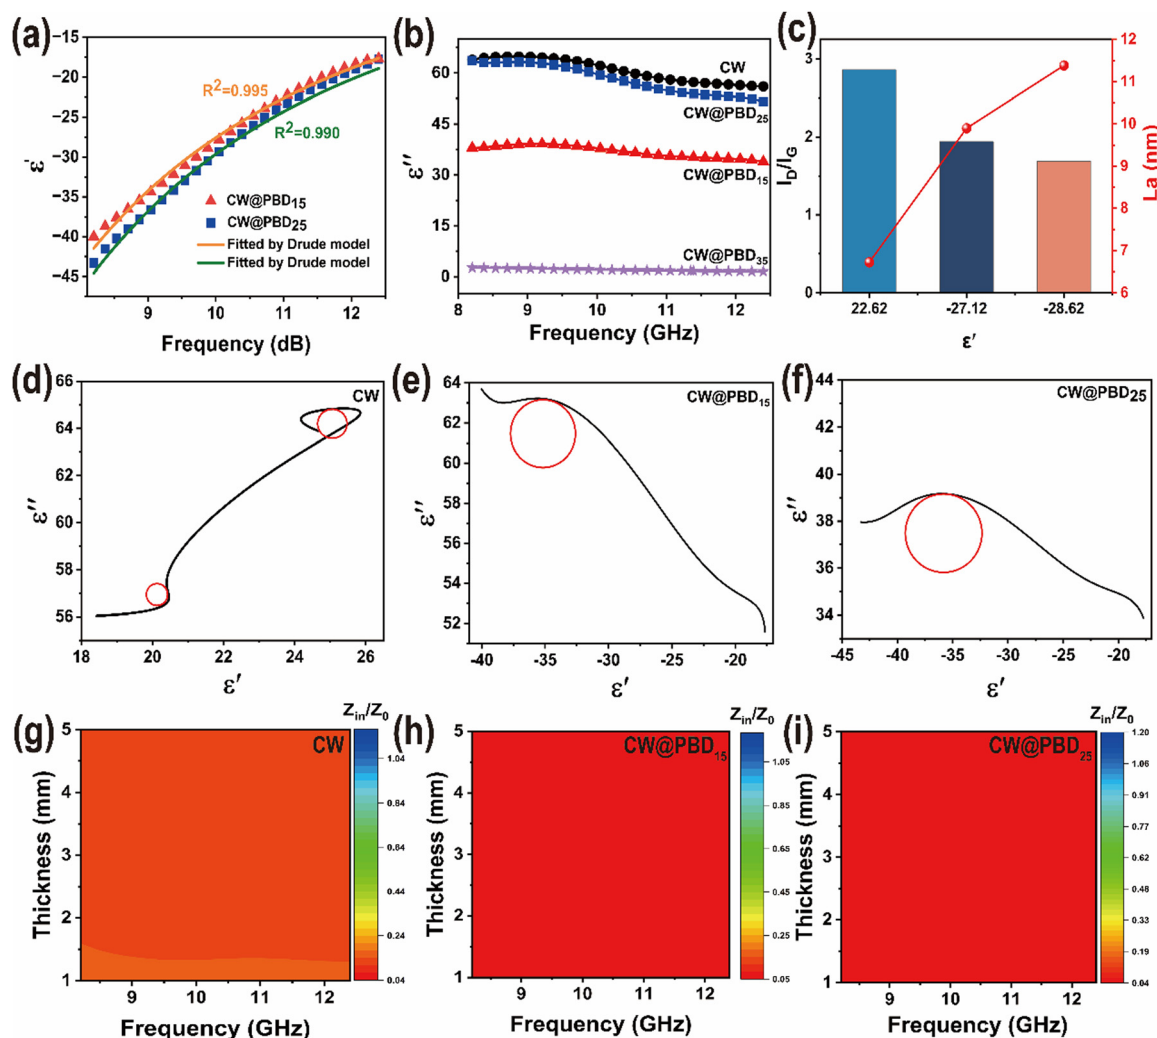 (a)
-15
-20
-25
-30
-35
-40
-45
ε'
R²=0.995
R²=0.990
CW@PBD₁₅
CW@PBD₂₅
Fitted by Drude model
Fitted by Drude model
9 10 11 12
Frequency (dB)
(b)
60
45
30
15
0
ε''
CW
CW@PBD₂₅
CW@PBD₁₅
CW@PBD₃₅
8 9 10 11 12
Frequency (GHz)
(c)
3
2
1
0
I_D/I_G
12
11
10
9
8
7
6
La (nm)
22.62 -27.12 -28.62
ε'
(d)
66
64
62
60
58
56
ε''
CW
18 20 22 24 26
ε'
(e)
64
62
60
58
56
54
52
ε''
CW@PBD₁₅
-40 -35 -30 -25 -20
ε'
(f)
44
42
40
38
36
34
ε''
CW@PBD₂₅
-45 -40 -35 -30 -25 -20
ε'
(g)
5
4
3
2
1
Thickness (mm)
CW
9 10 11 12
Frequency (GHz)
Z_in/Z₀
1.04
0.84
0.64
0.44
0.24
0.04
(h)
5
4
3
2
1
Thickness (mm)
CW@PBD₁₅
9 10 11 12
Frequency (GHz)
Z_in/Z₀
1.05
0.85
0.65
0.45
0.25
0.05
(i)
5
4
3
2
1
Thickness (mm)
CW@PBD₂₅
9 10 11 12
Frequency (GHz)
Z_in/Z₀
1.20
1.06
0.91
0.77
0.62
0.48
0.33
0.18
0.04